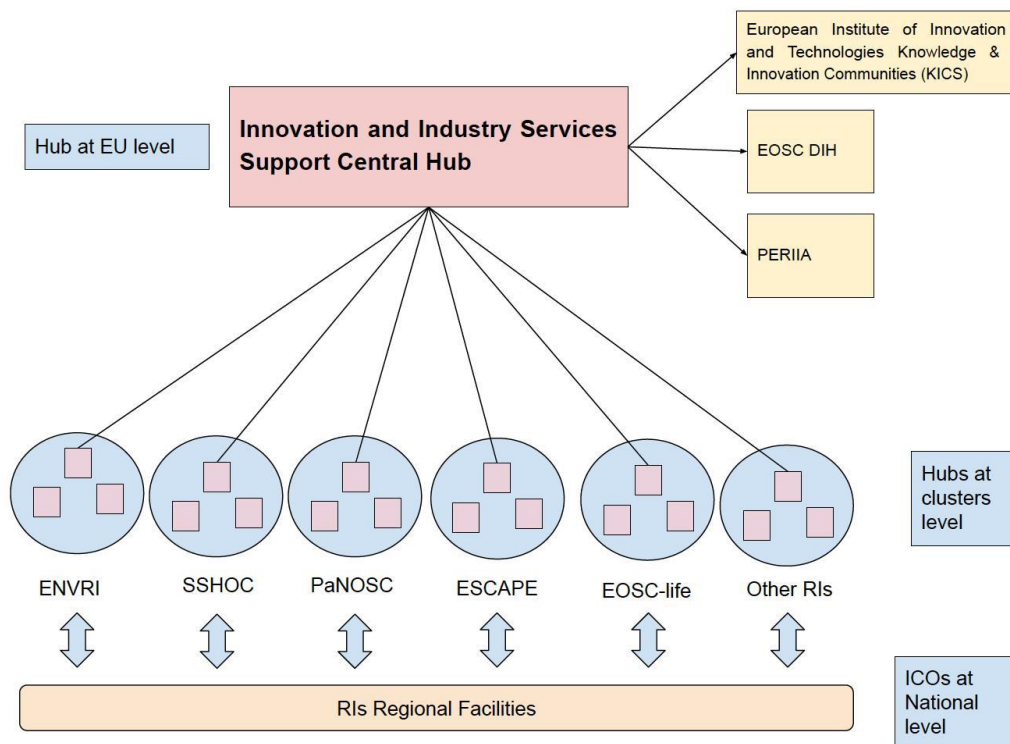 European Institute of Innovation
and Technologies Knowledge &
Innovation Communities (KICS)
Hub at EU level
Innovation and Industry Services
Support Central Hub
EOSC DIH
PERIIA
Hubs at
clusters
level
ENVRI
SSHOC
PaNOSC
ESCAPE
EOSC-life
Other RIs
ICOs at
National
level
RIs Regional Facilities